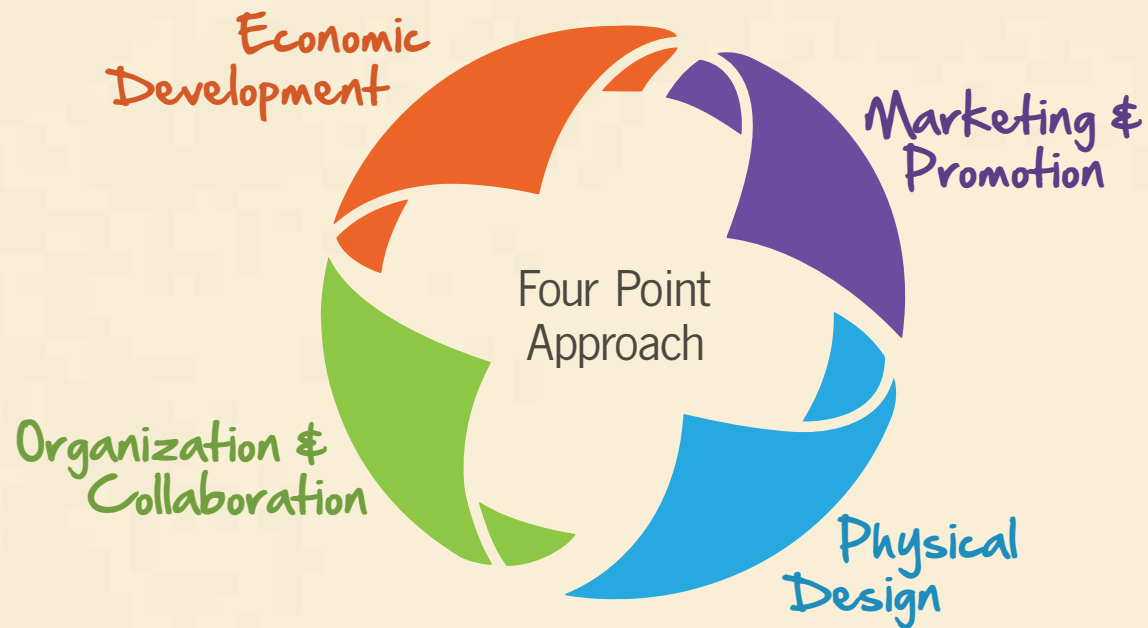 Economic
Development
Marketing &
Promotion
Four Point
Approach
Organization &
Collaboration
Physical
Design